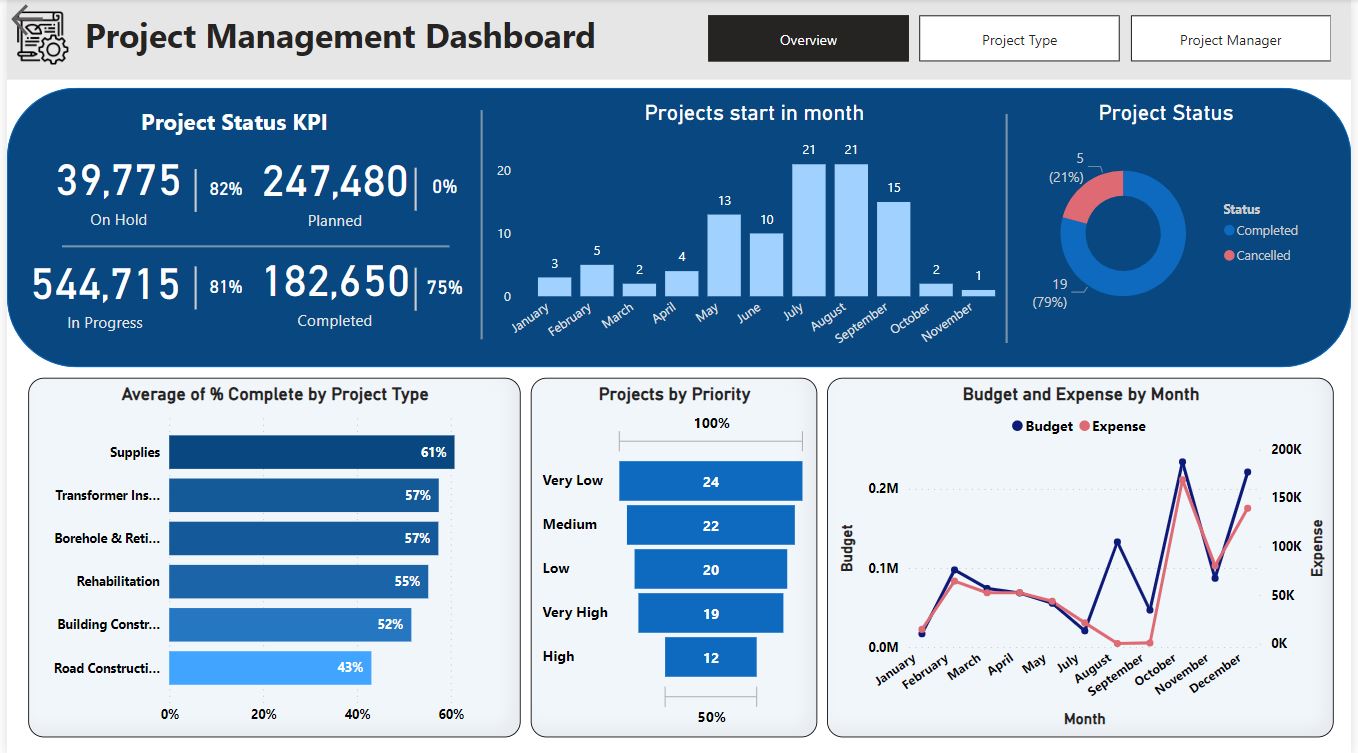 Project Management Dashboard
Overview
Project Type
Project Manager
Project Status KPI
39,775
82%
On Hold
247,480
0%
Planned
544,715
81%
In Progress
182,650
75%
Completed
Projects start in month
20
10
0
3
5
2
4
13
10
21
21
15
2
1
January
February
March
April
May
June
July
August
September
October
November
Project Status
5
(21%)
19
(79%)
Status
Completed
Cancelled
Average of % Complete by Project Type
Supplies
61%
Transformer Ins...
57%
Borehole & Reti...
57%
Rehabilitation
55%
Building Constr...
52%
Road Constructi...
43%
0%
20%
40%
60%
Projects by Priority
100%
Very Low
24
Medium
22
Low
20
Very High
19
High
12
50%
Budget and Expense by Month
Budget
Expense
Budget
0.2M
0.1M
0.0M
200K
150K
100K
50K
0K
Expense
January
February
March
April
May
July
August
September
October
November
December
Month